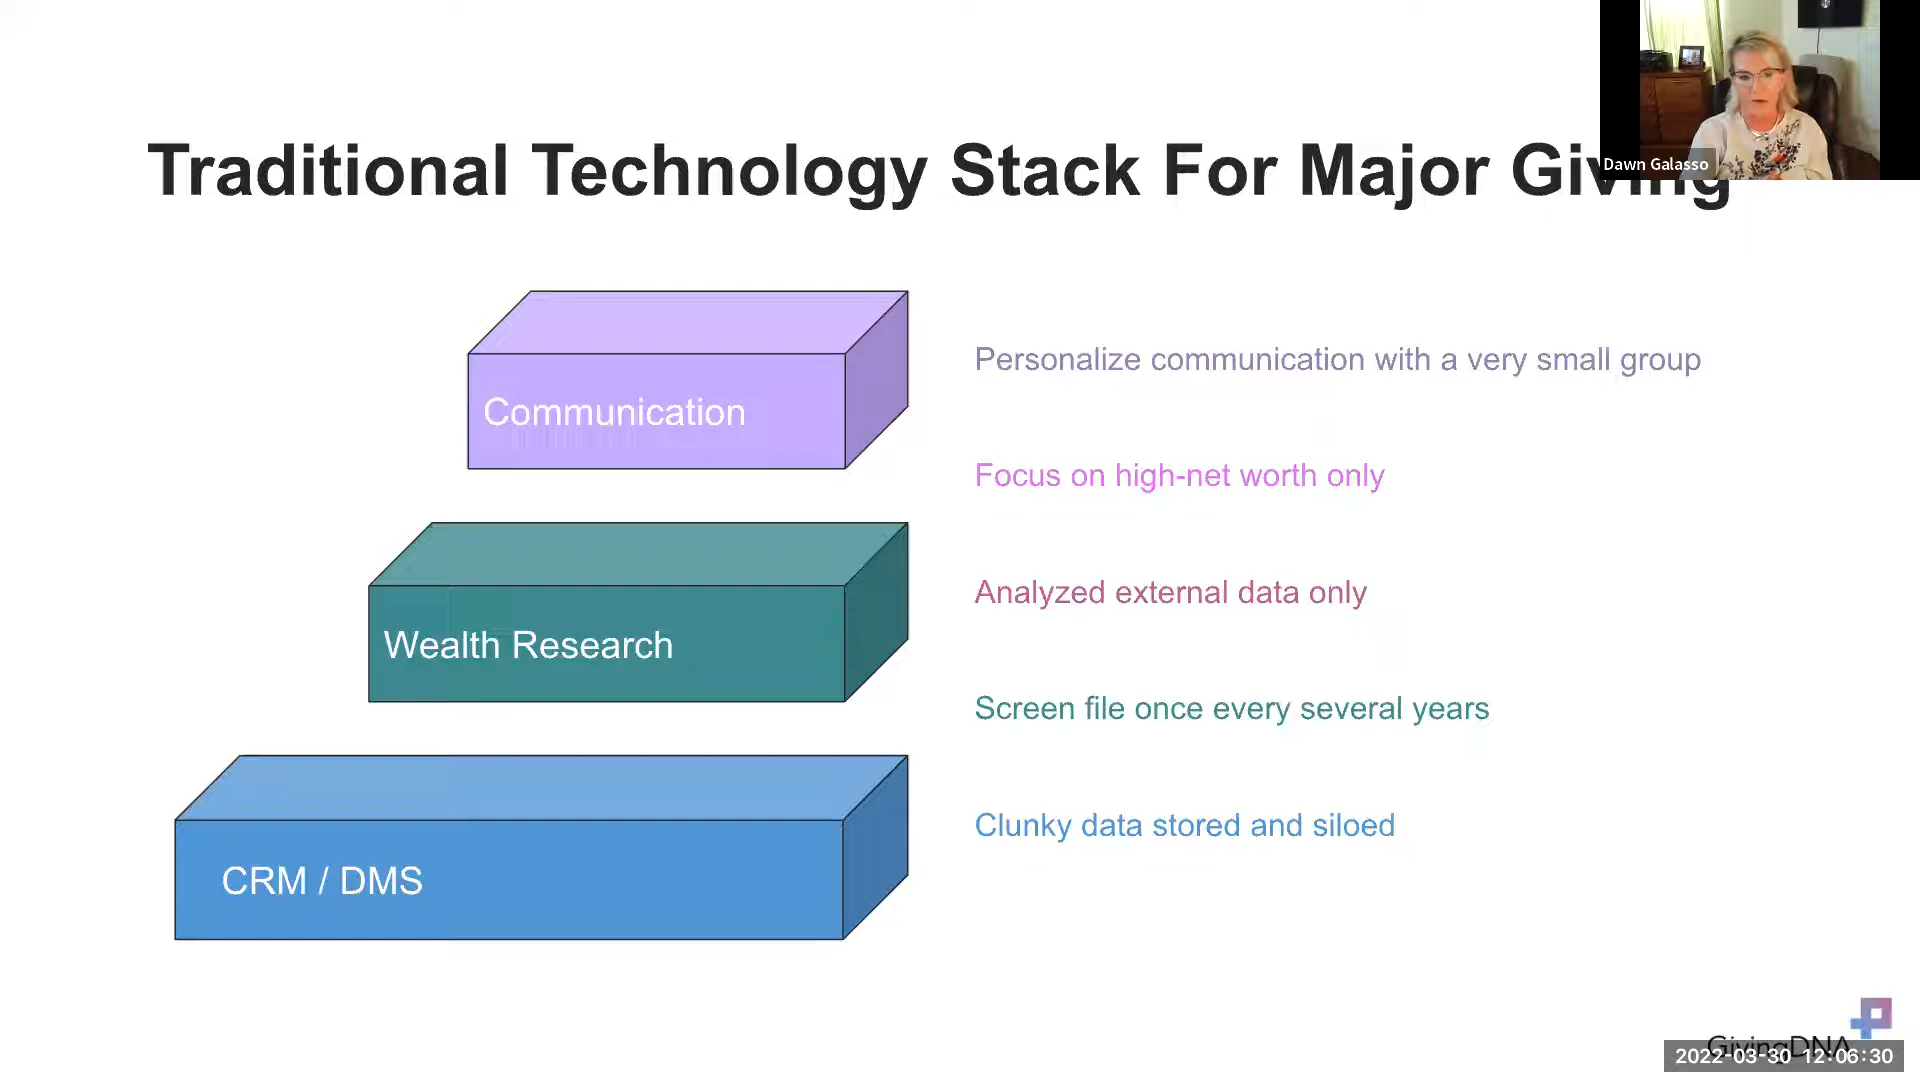 Traditional Technology Stack For Major Giving
Dawn Galasso
Communication
Personalize communication with a very small group
Focus on high-net worth only
Wealth Research
Analyzed external data only
Screen file once every several years
CRM / DMS
Clunky data stored and siloed
GivingDNA
2022-03-30 12:06:30